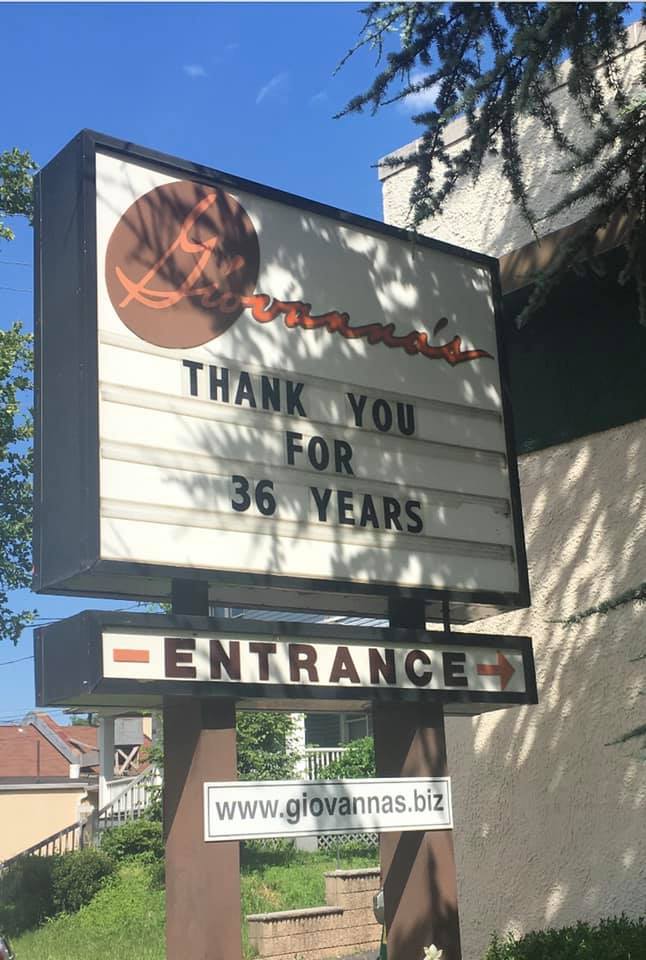 Giovanna's
THANK YOU
FOR
36 YEARS
ENTRANCE
www.giovannas.biz